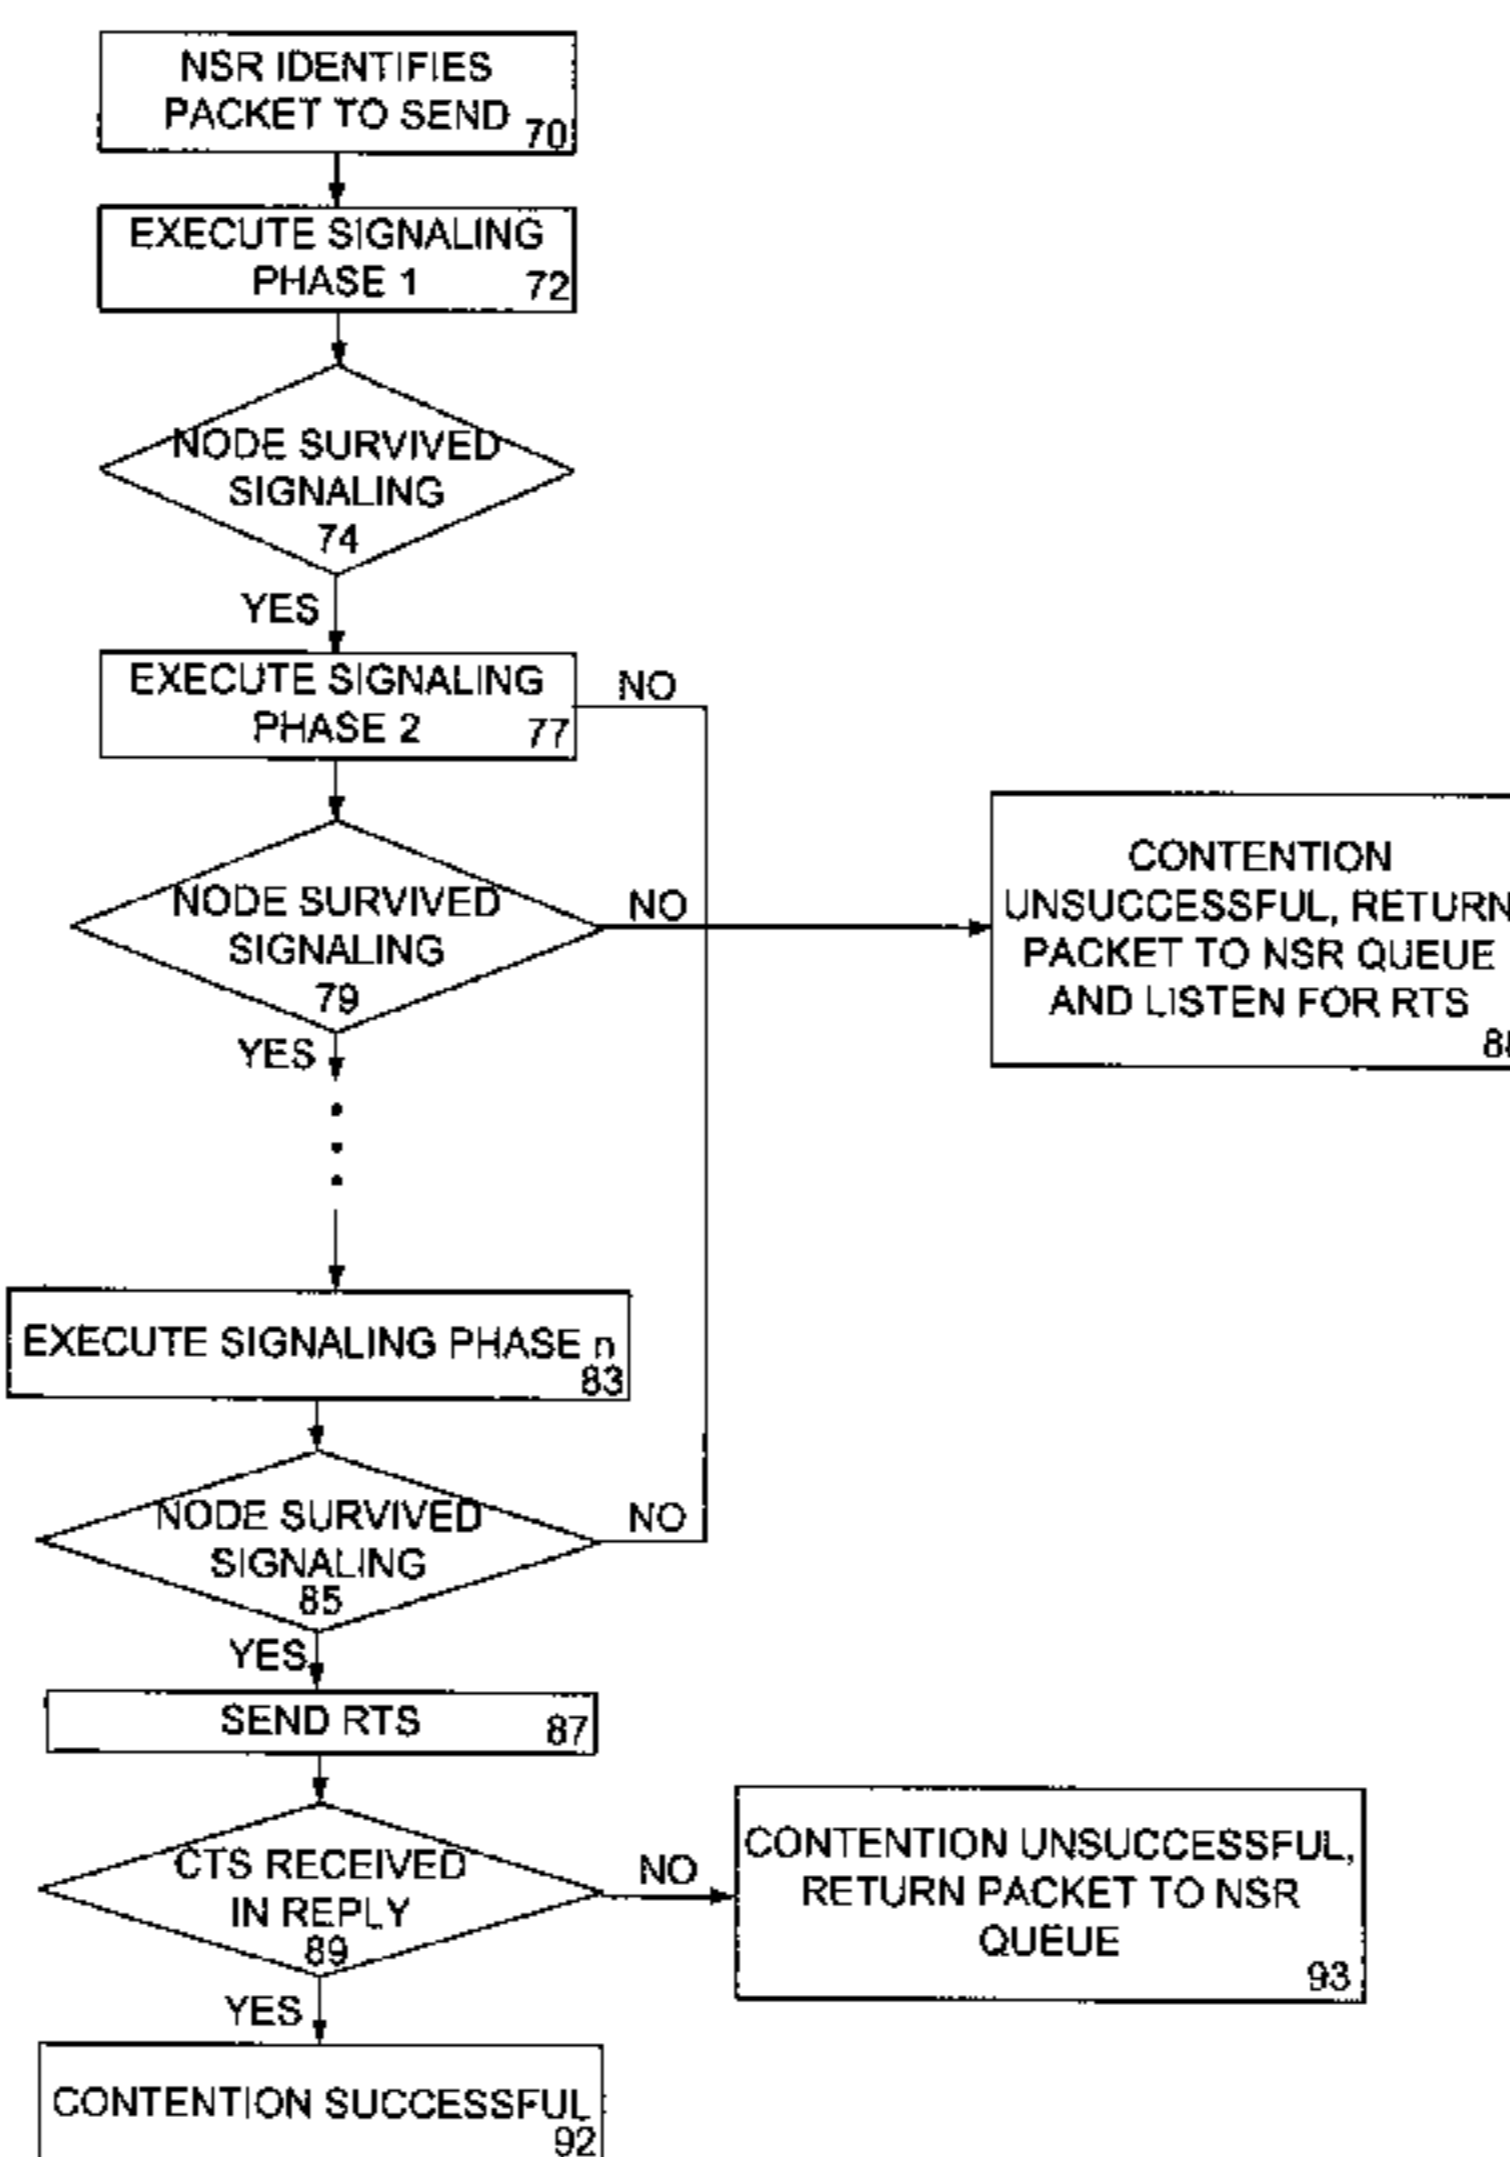 NSR IDENTIFIES
PACKET TO SEND
70
EXECUTE SIGNALING
PHASE 1
72
NODE SURVIVED
SIGNALING
74
YES
EXECUTE SIGNALING
PHASE 2
77
NO
NODE SURVIVED
SIGNALING
79
NO
YES
CONTENTION
UNSUCCESSFUL, RETURN
PACKET TO NSR QUEUE
AND LISTEN FOR RTS
EXECUTE SIGNALING PHASE n
83
NODE SURVIVED
SIGNALING
85
NO
YES
SEND RTS
87
CTS RECEIVED
IN REPLY
89
NO
YES
CONTENTION UNSUCCESSFUL,
RETURN PACKET TO NSR
QUEUE
93
CONTENTION SUCCESSFUL
92